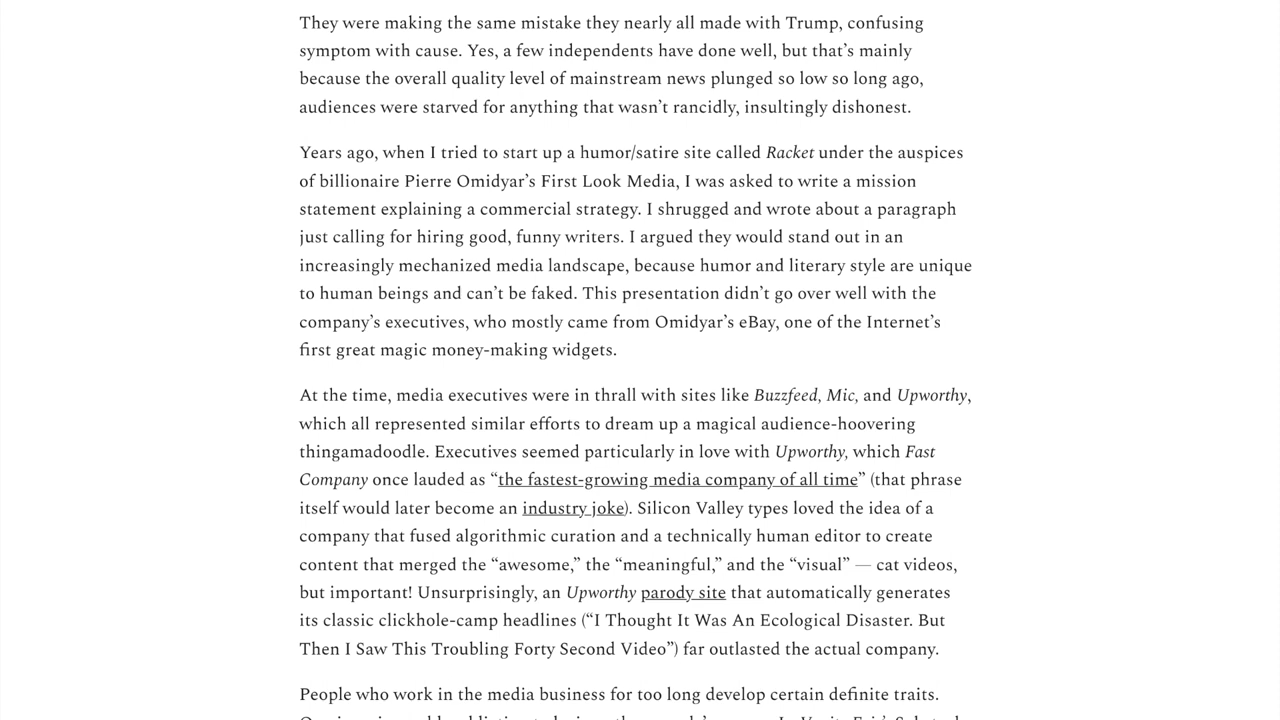 They were making the same mistake they nearly all made with Trump, confusing
symptom with cause. Yes, a few independents have done well, but that’s mainly
because the overall quality level of mainstream news plunged so low so long ago,
audiences were starved for anything that wasn’t rancidly, insultingly dishonest.
Years ago, when I tried to start up a humor/satire site called Racket under the auspices
of billionaire Pierre Omidyar’s First Look Media, I was asked to write a mission
statement explaining a commercial strategy. I shrugged and wrote about a paragraph
just calling for hiring good, funny writers. I argued they would stand out in an
increasingly mechanized media landscape, because humor and literary style are unique
to human beings and can’t be faked. This presentation didn’t go over well with the
company’s executives, who mostly came from Omidyar’s eBay, one of the Internet’s
first great magic money-making widgets.
At the time, media executives were in thrall with sites like Buzzfeed, Mic, and Upworthy,
which all represented similar efforts to dream up a magical audience-hoovering
thingamadoodle. Executives seemed particularly in love with Upworthy, which Fast
Company once lauded as “the fastest-growing media company of all time” (that phrase
itself would later become an industry joke). Silicon Valley types loved the idea of a
company that fused algorithmic curation and a technically human editor to create
content that merged the “awesome,” the “meaningful,” and the “visual” — cat videos,
but important! Unsurprisingly, an Upworthy parody site that automatically generates
its classic clickhole-camp headlines (“I Thought It Was An Ecological Disaster. But
Then I Saw This Troubling Forty Second Video”) far outlasted the actual company.
People who work in the media business for too long develop certain definite traits.